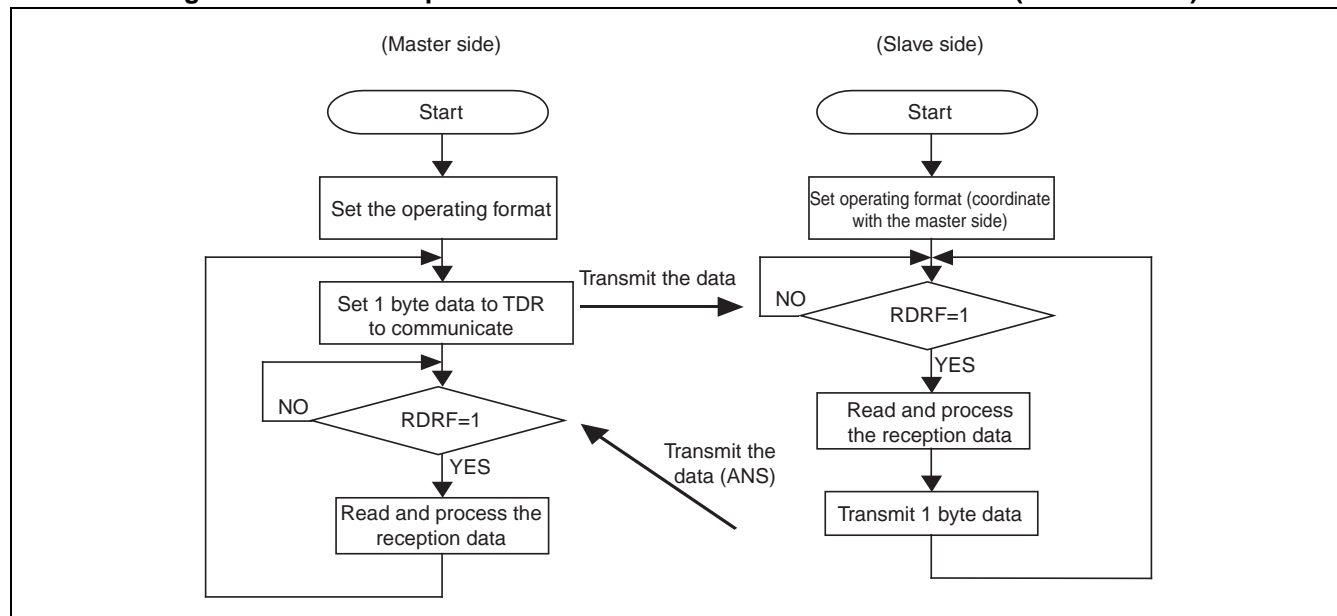 (Master side)
Start
Set the operating format
Set 1 byte data to TDR
to communicate
NO
RDRF=1
YES
Read and process the
reception data
Transmit the data
Transmit the
data (ANS)
(Slave side)
Start
Set operating format (coordinate
with the master side)
NO
RDRF=1
YES
Read and process
the reception data
Transmit 1 byte data